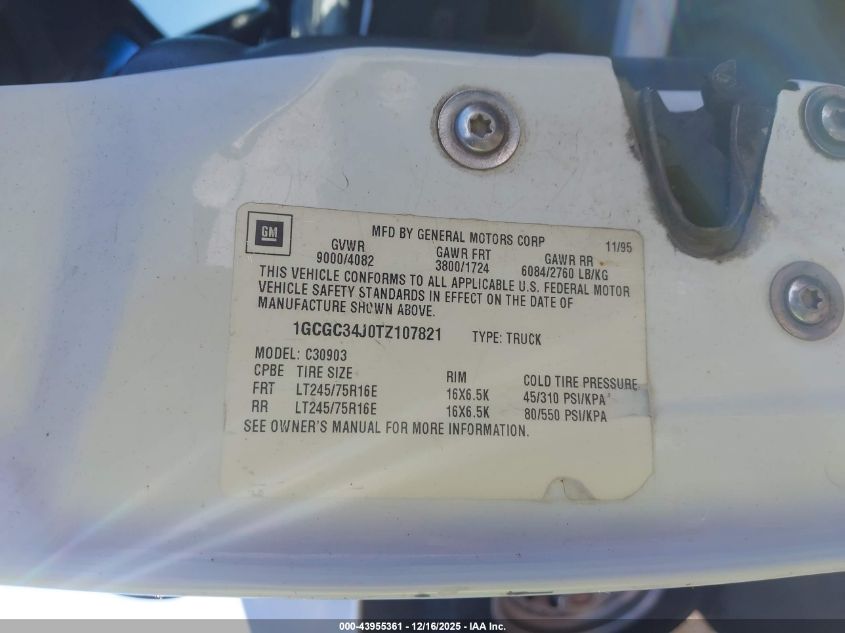 GM
MFD BY GENERAL MOTORS CORP 11/95
GVWR GAWR FRT GAWR RR
9000/4082 3800/1724 6084/2760 LB/KG
THIS VEHICLE CONFORMS TO ALL APPLICABLE U.S. FEDERAL MOTOR
VEHICLE SAFETY STANDARDS IN EFFECT ON THE DATE OF
MANUFACTURE SHOWN ABOVE.
1GCGC34J0TZ107821 TYPE: TRUCK
MODEL: C30903
CPBE TIRE SIZE RIM COLD TIRE PRESSURE
FRT LT245/75R16E 16X6.5K 45/310 PSI/KPA
RR LT245/75R16E 16X6.5K 80/550 PSI/KPA
SEE OWNER'S MANUAL FOR MORE INFORMATION.
000-43955361 - 12/16/2025 - IAA Inc.